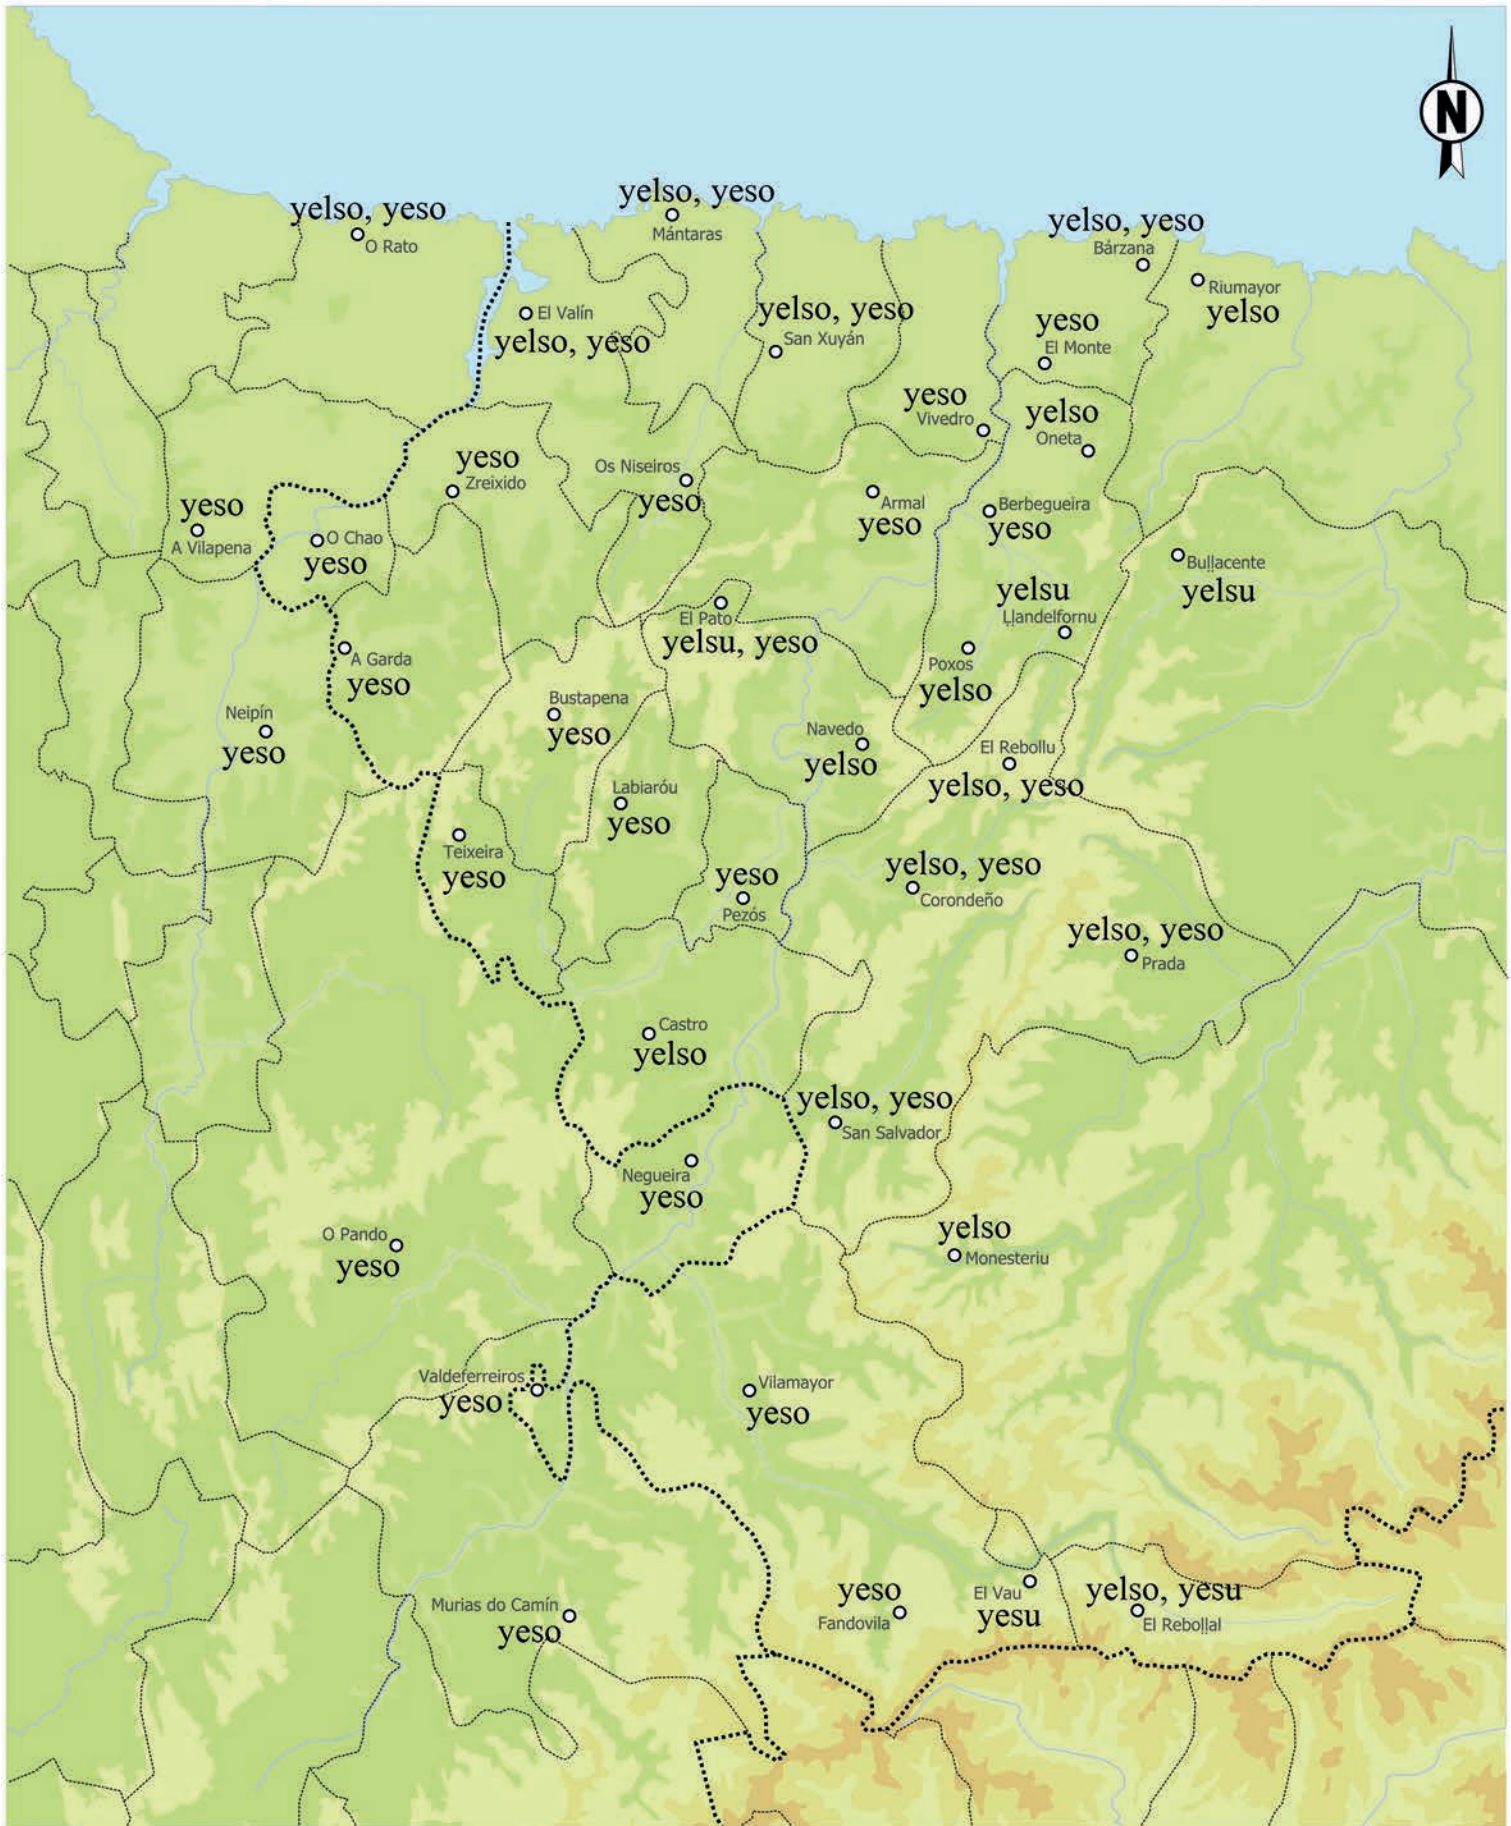 N
yelso, yeso
Mántaras
yelso, yeso
O Rato
yelso, yeso
Bárzana
Riumayor
yelso
El Valín
yelso, yeso
yelso, yeso
San Xuyán
yeso
El Monte
yeso
Vivedro
yelso
Oneta
yeso
Zreixido
Os Niseiros
yeso
Armal
yeso
Berbegueira
yeso
yeso
A Vilapena
O Chao
yeso
Buḷḷacente
yelsu
yelsu
Ḷḷandelfornu
El Pato
yelsu, yeso
Poxos
yelso
A Garda
yeso
Neipín
yeso
Bustapena
yeso
Navedo
yelso
El Rebollu
yelso, yeso
Labiaróu
yeso
Teixeira
yeso
yeso
Pezós
yelso, yeso
Corondeño
yelso, yeso
Prada
Castro
yelso
yelso, yeso
San Salvador
Negueira
yeso
O Pando
yeso
yelso
Monesteriu
Valdeferreiros
yeso
Vilamayor
yeso
yeso
Fandovila
El Vau
yesu
yelso, yesu
El Reboḷḷal
Murias do Camín
yeso